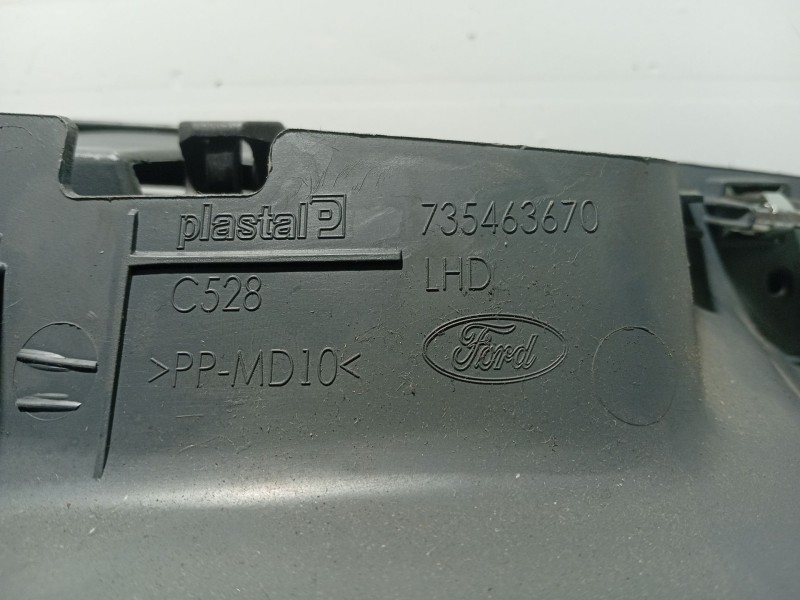 plastal P 735463670
C528 LHD
>PP-MD10< Ford